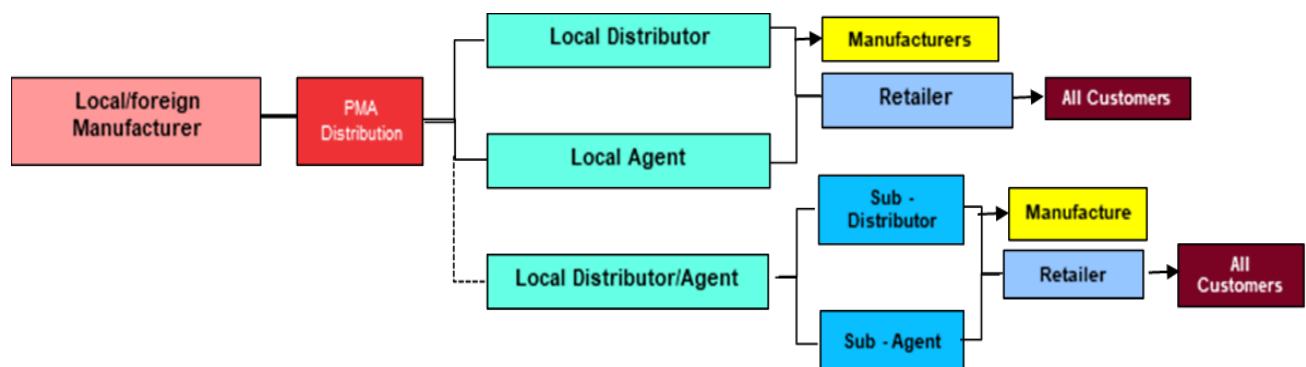 Local Distributor
Manufacturers
Local/foreign
Manufacturer
PMA
Distribution
Retailer
All Customers
Local Agent
Sub -
Distributor
Manufacture
Local Distributor/Agent
Retailer
All
Customers
Sub - Agent